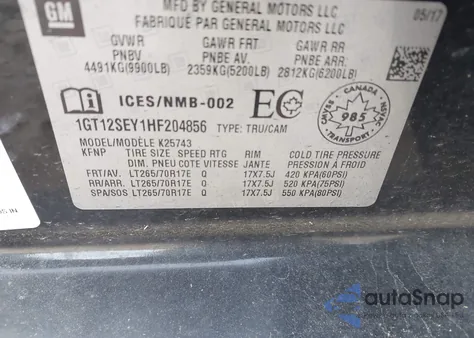 GM
MFD BY GENERAL MOTORS LLC
FABRIQUÉ PAR GENERAL MOTORS LLC
05/17
GVWR GAWR FRT GAWR RR
PNBV PNBE AV. PNBE ARR.
4491KG(9900LB) 2359KG(5200LB) 2812KG(6200LB)
i ICES/NMB-002 EC CANADA 985
1GT12SEY1HF204856 TYPE: TRU/CAM
MODEL/MODÈLE K25743
KFNP TIRE SIZE SPEED RTG RIM COLD TIRE PRESSURE
DIM. PNEU COTE VITESSE JANTE PRESSION À FROID
FRT/AV. LT265/70R17E Q 17X7.5J 420 KPA(60PSI)
RR/ARR. LT265/70R17E Q 17X7.5J 520 KPA(75PSI)
SPA/SOS LT265/70R17E Q 17X7.5J 550 KPA(80PSI)
autoSnap